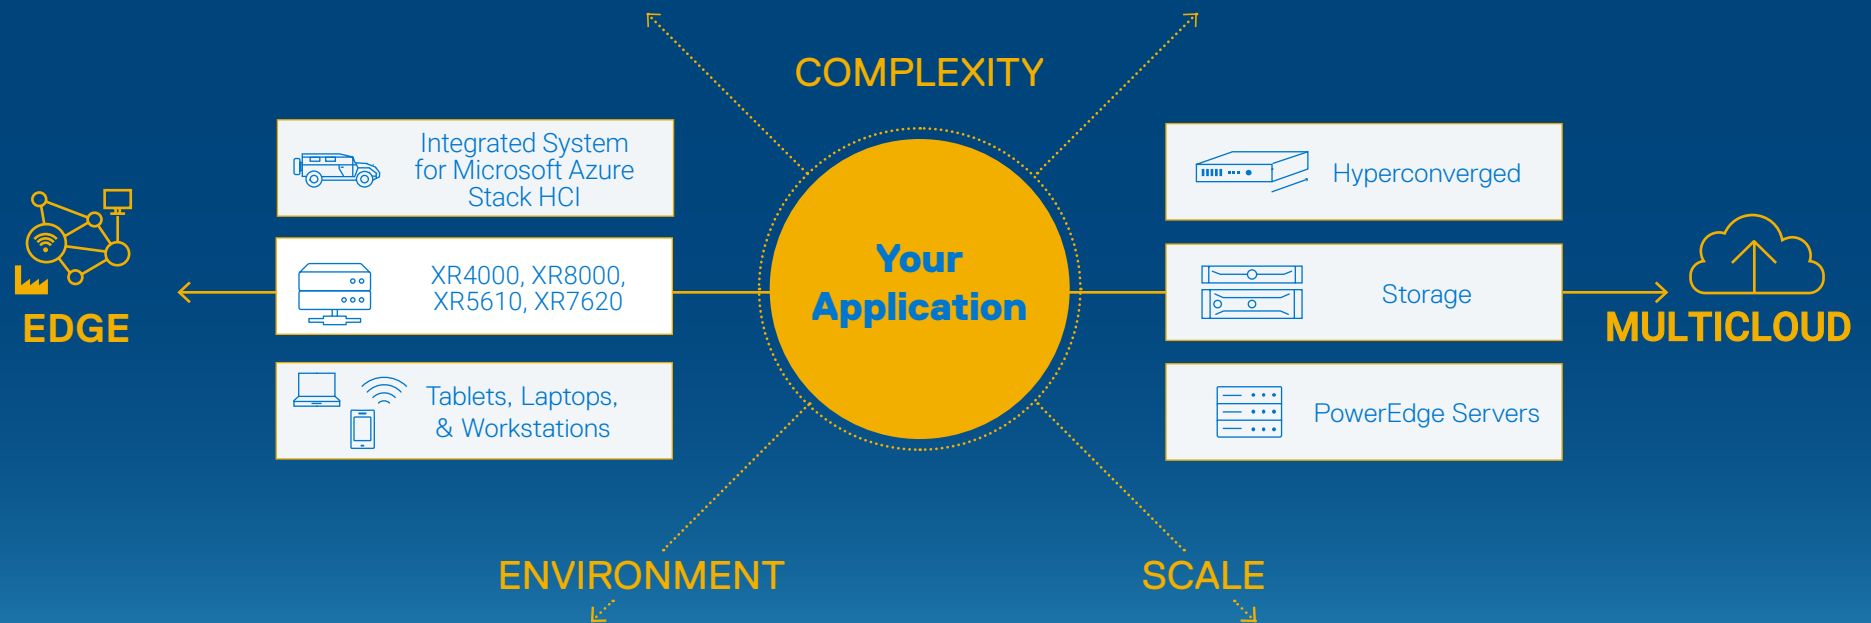 COMPLEXITY
Integrated System
for Microsoft Azure
Stack HCI
XR4000, XR8000,
XR5610, XR7620
Tablets, Laptops,
& Workstations
EDGE
Your
Application
Hyperconverged
Storage
PowerEdge Servers
MULTICLOUD
ENVIRONMENT
SCALE